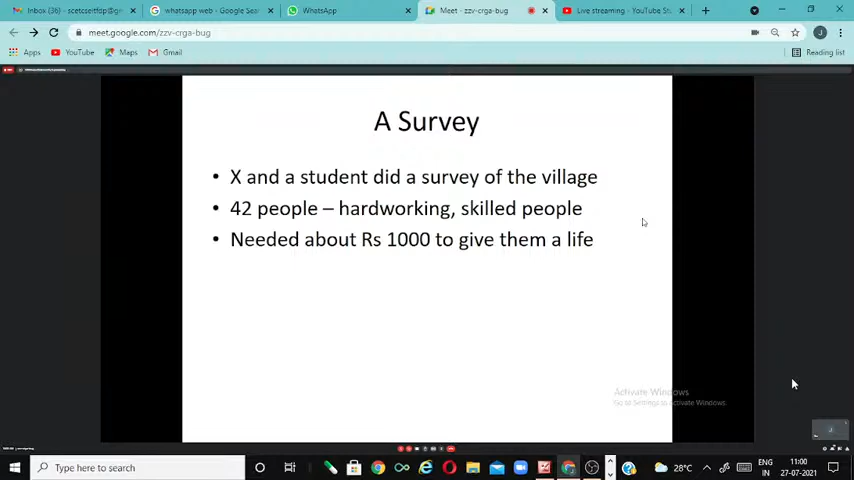 Inbox (36) - scetcseitfdp@gm
whatsapp web - Google Sear
WhatsApp
Meet - zzv-crga-bug
Live streaming - YouTube St
meet.google.com/zzv-crga-bug
J
Apps
YouTube
Maps
Gmail
Reading list
A Survey
• X and a student did a survey of the village
• 42 people – hardworking, skilled people
• Needed about Rs 1000 to give them a life
Activate Windows
Go to Settings to activate Windows.
Type here to search
28°C
ENG
IN
11:00
27-07-2021